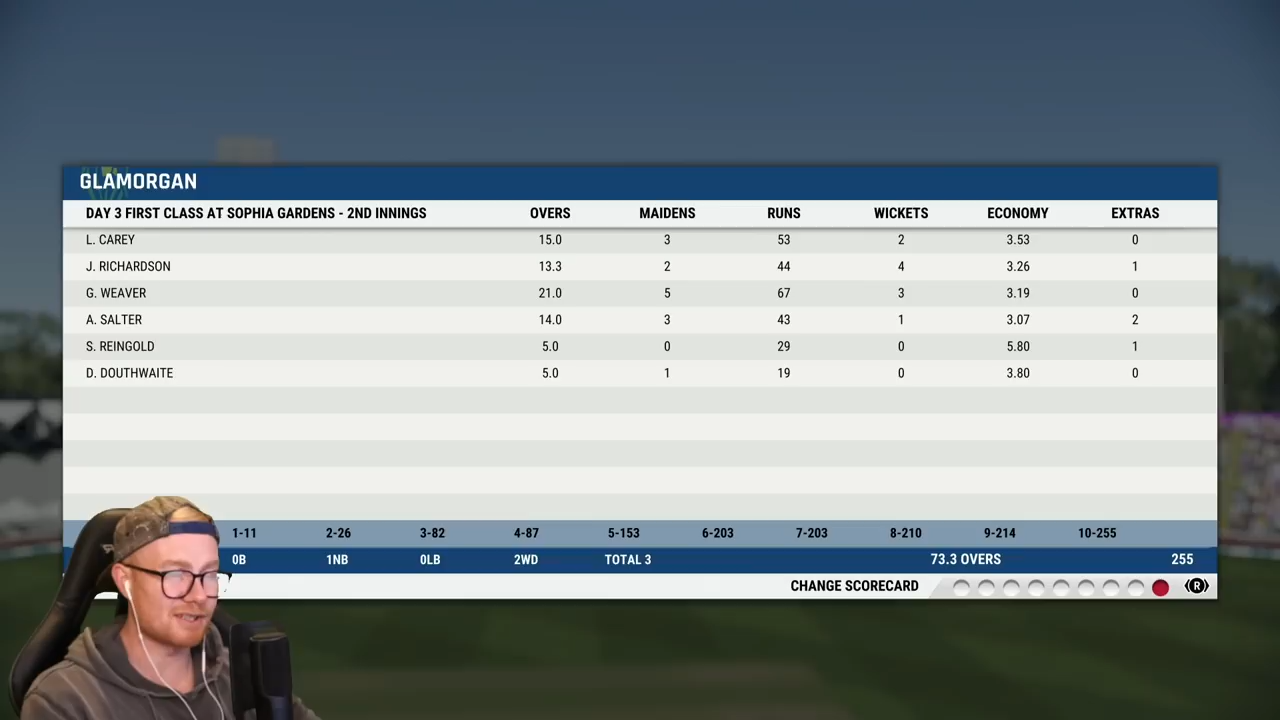 GLAMORGAN
DAY 3 FIRST CLASS AT SOPHIA GARDENS - 2ND INNINGS OVERS MAIDENS RUNS WICKETS ECONOMY EXTRAS
L. CAREY 15.0 3 53 2 3.53 0
J. RICHARDSON 13.3 2 44 4 3.26 1
G. WEAVER 21.0 5 67 3 3.19 0
A. SALTER 14.0 3 43 1 3.07 2
S. REINGOLD 5.0 0 29 0 5.80 1
D. DOUTHWAITE 5.0 1 19 0 3.80 0
1-11 2-26 3-82 4-87 5-153 6-203 7-203 8-210 9-214 10-255
0B 1NB 0LB 2WD TOTAL 3 73.3 OVERS 255
CHANGE SCORECARD R